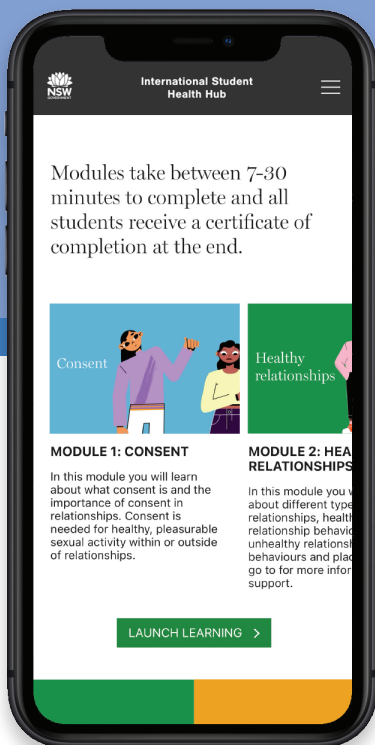 International Student
Health Hub
NSW
GOVERNMENT
Modules take between 7-30
minutes to complete and all
students receive a certificate of
completion at the end.
Consent
Healthy
relationships
MODULE 1: CONSENT
In this module you will learn
about what consent is and the
importance of consent in
relationships. Consent is
needed for healthy, pleasurable
sexual activity within or outside
of relationships.
MODULE 2: HEA
RELATIONSHIPS
In this module you
about different type
relationships, health
relationship behavio
unhealthy relationsh
behaviours and plac
go to for more infor
support.
LAUNCH LEARNING